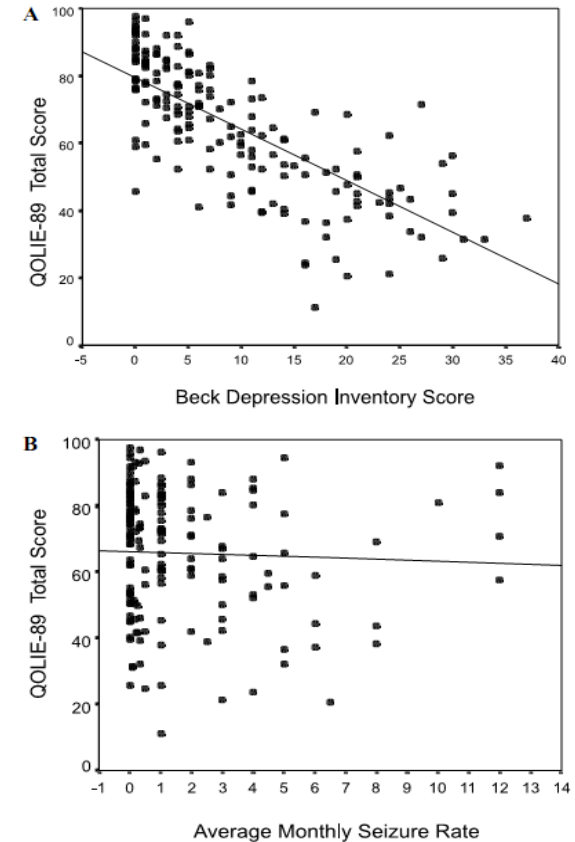 A
100
80
60
40
20
0
QOLIE-89 Total Score
-5 0 5 10 15 20 25 30 35 40
Beck Depression Inventory Score
B
100
80
60
40
20
0
QOLIE-89 Total Score
-1 0 1 2 3 4 5 6 7 8 9 10 11 12 13 14
Average Monthly Seizure Rate